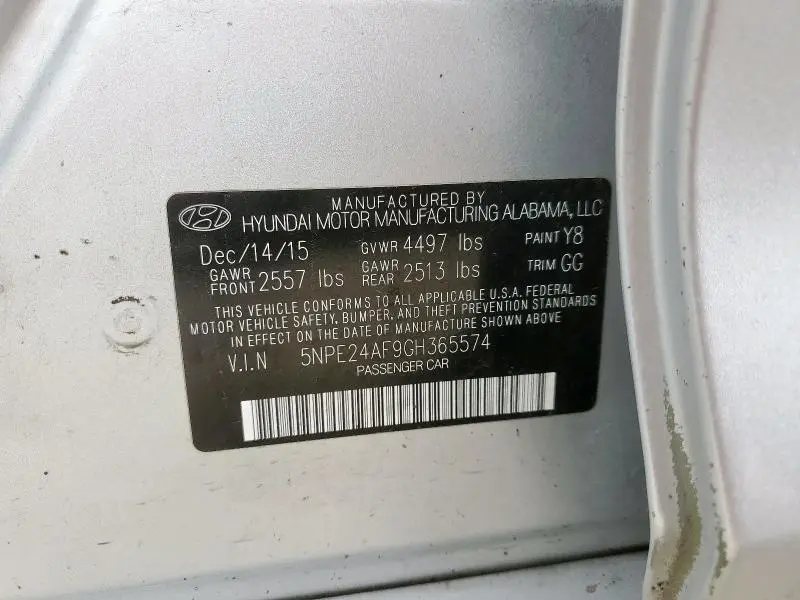 MANUFACTURED BY
HYUNDAI MOTOR MANUFACTURING ALABAMA, LLC
Dec/14/15 GVWR 4497 lbs PAINT Y8
GAWR FRONT 2557 lbs GAWR REAR 2513 lbs TRIM GG
THIS VEHICLE CONFORMS TO ALL APPLICABLE U.S.A. FEDERAL
MOTOR VEHICLE SAFETY, BUMPER, AND THEFT PREVENTION STANDARDS
IN EFFECT ON THE DATE OF MANUFACTURE SHOWN ABOVE
V.I.N 5NPE24AF9GH365574
PASSENGER CAR